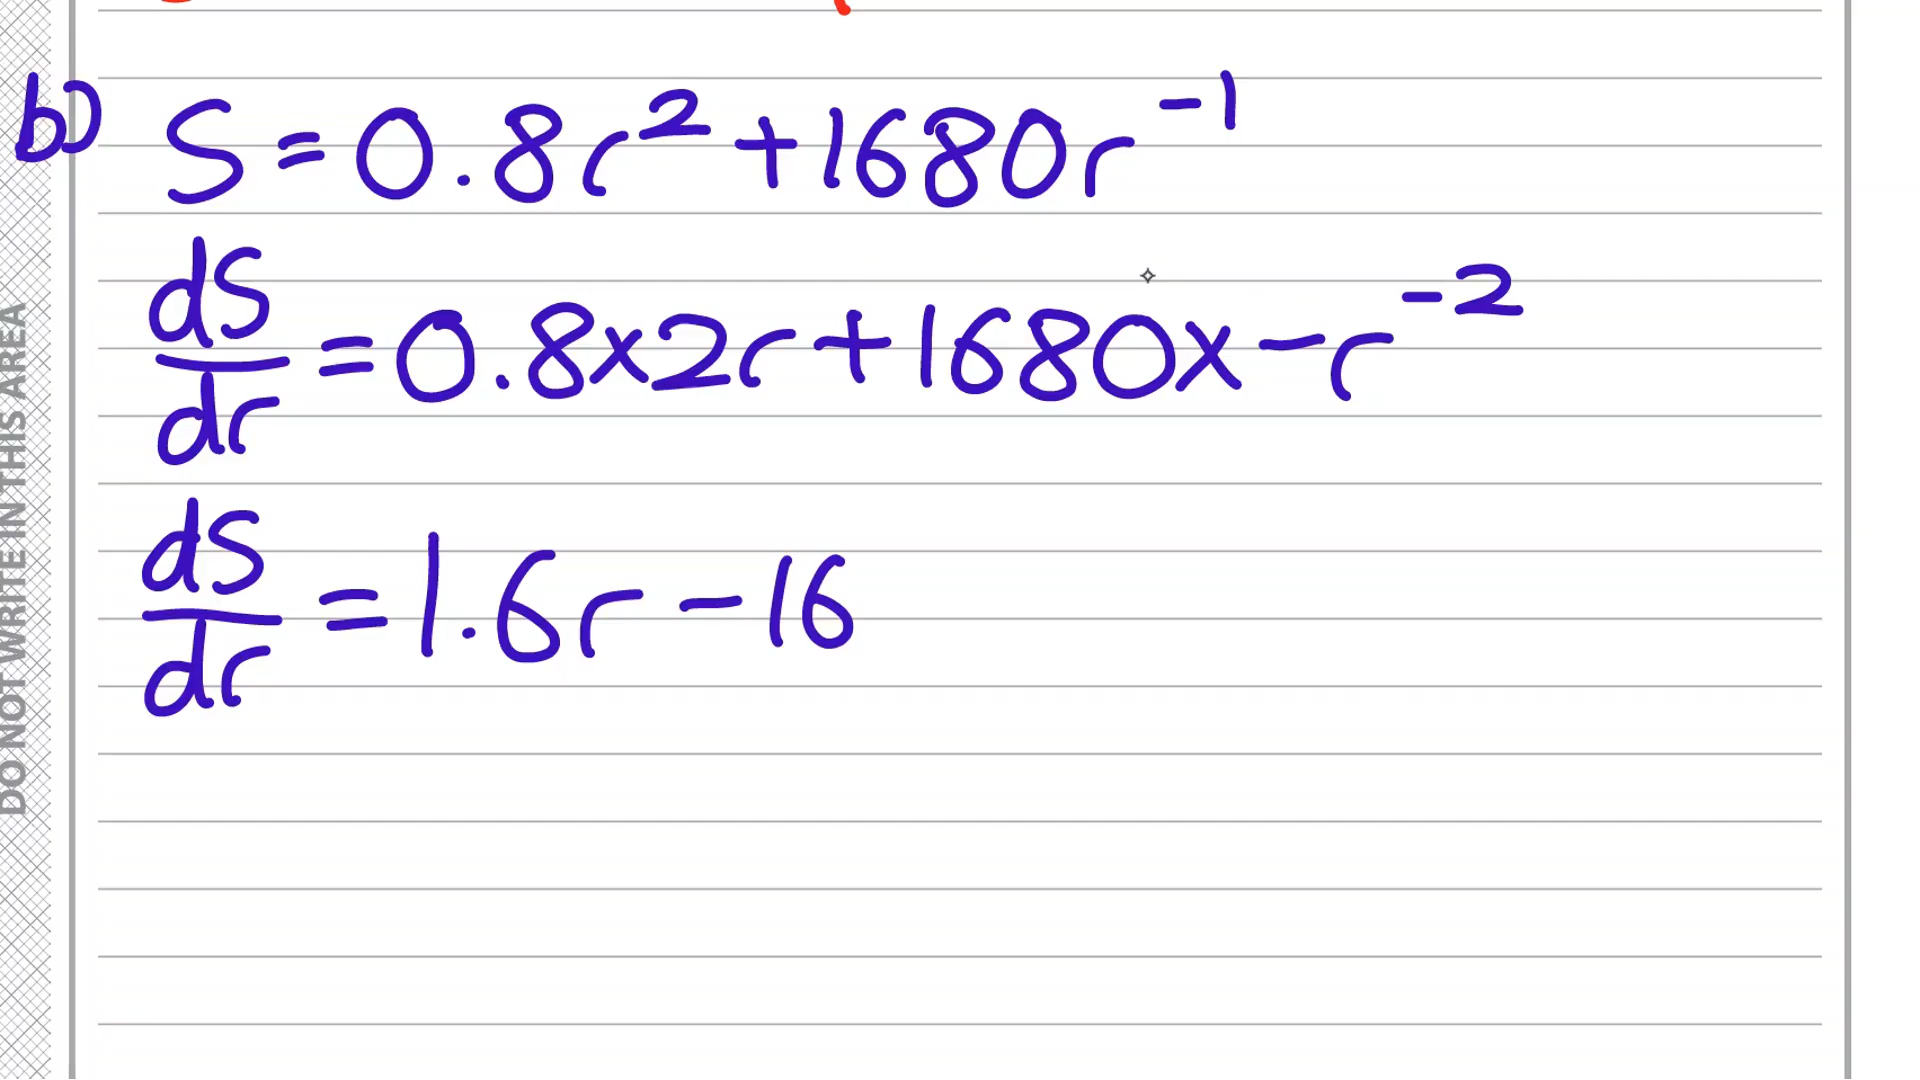 b) S = 0.8r² + 1680r⁻¹
dS/dr = 0.8×2r + 1680×-r⁻²
dS/dr = 1.6r - 16
DO NOT WRITE IN THIS AREA